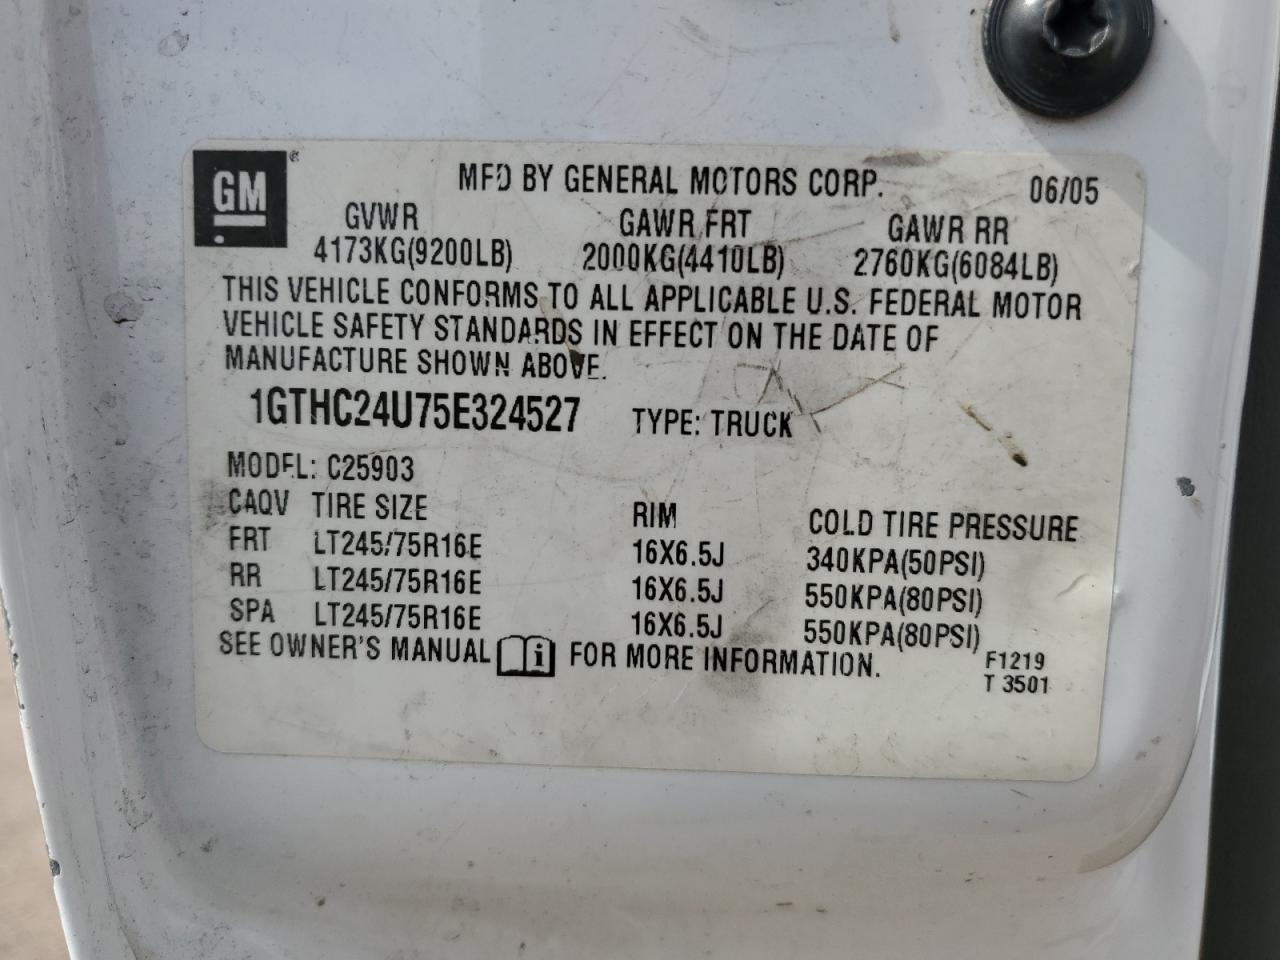 GM
MFD BY GENERAL MOTORS CORP. 06/05
GVWR GAWR FRT GAWR RR
4173KG(9200LB) 2000KG(4410LB) 2760KG(6084LB)
THIS VEHICLE CONFORMS TO ALL APPLICABLE U.S. FEDERAL MOTOR
VEHICLE SAFETY STANDARDS IN EFFECT ON THE DATE OF
MANUFACTURE SHOWN ABOVE.
1GTHC24U75E324527 TYPE: TRUCK
MODEL: C25903
CAQV TIRE SIZE RIM COLD TIRE PRESSURE
FRT LT245/75R16E 16X6.5J 340KPA(50PSI)
RR LT245/75R16E 16X6.5J 550KPA(80PSI)
SPA LT245/75R16E 16X6.5J 550KPA(80PSI)
SEE OWNER'S MANUAL i FOR MORE INFORMATION. F1219
T 3501